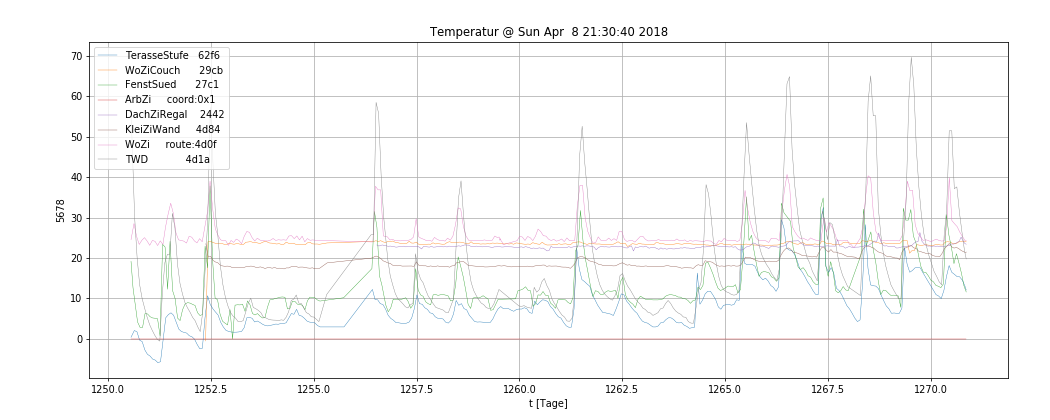 Temperatur @ Sun Apr  8 21:30:40 2018
TerasseStufe 62f6
WoZiCouch 29cb
FenstSued 27c1
ArbZi coord:0x1
DachZiRegal 2442
KleiZiWand 4d84
WoZi route:4d0f
TWD 4d1a
70
60
50
40
30
20
10
0
5678
1250.0 1252.5 1255.0 1257.5 1260.0 1262.5 1265.0 1267.5 1270.0
t [Tage]